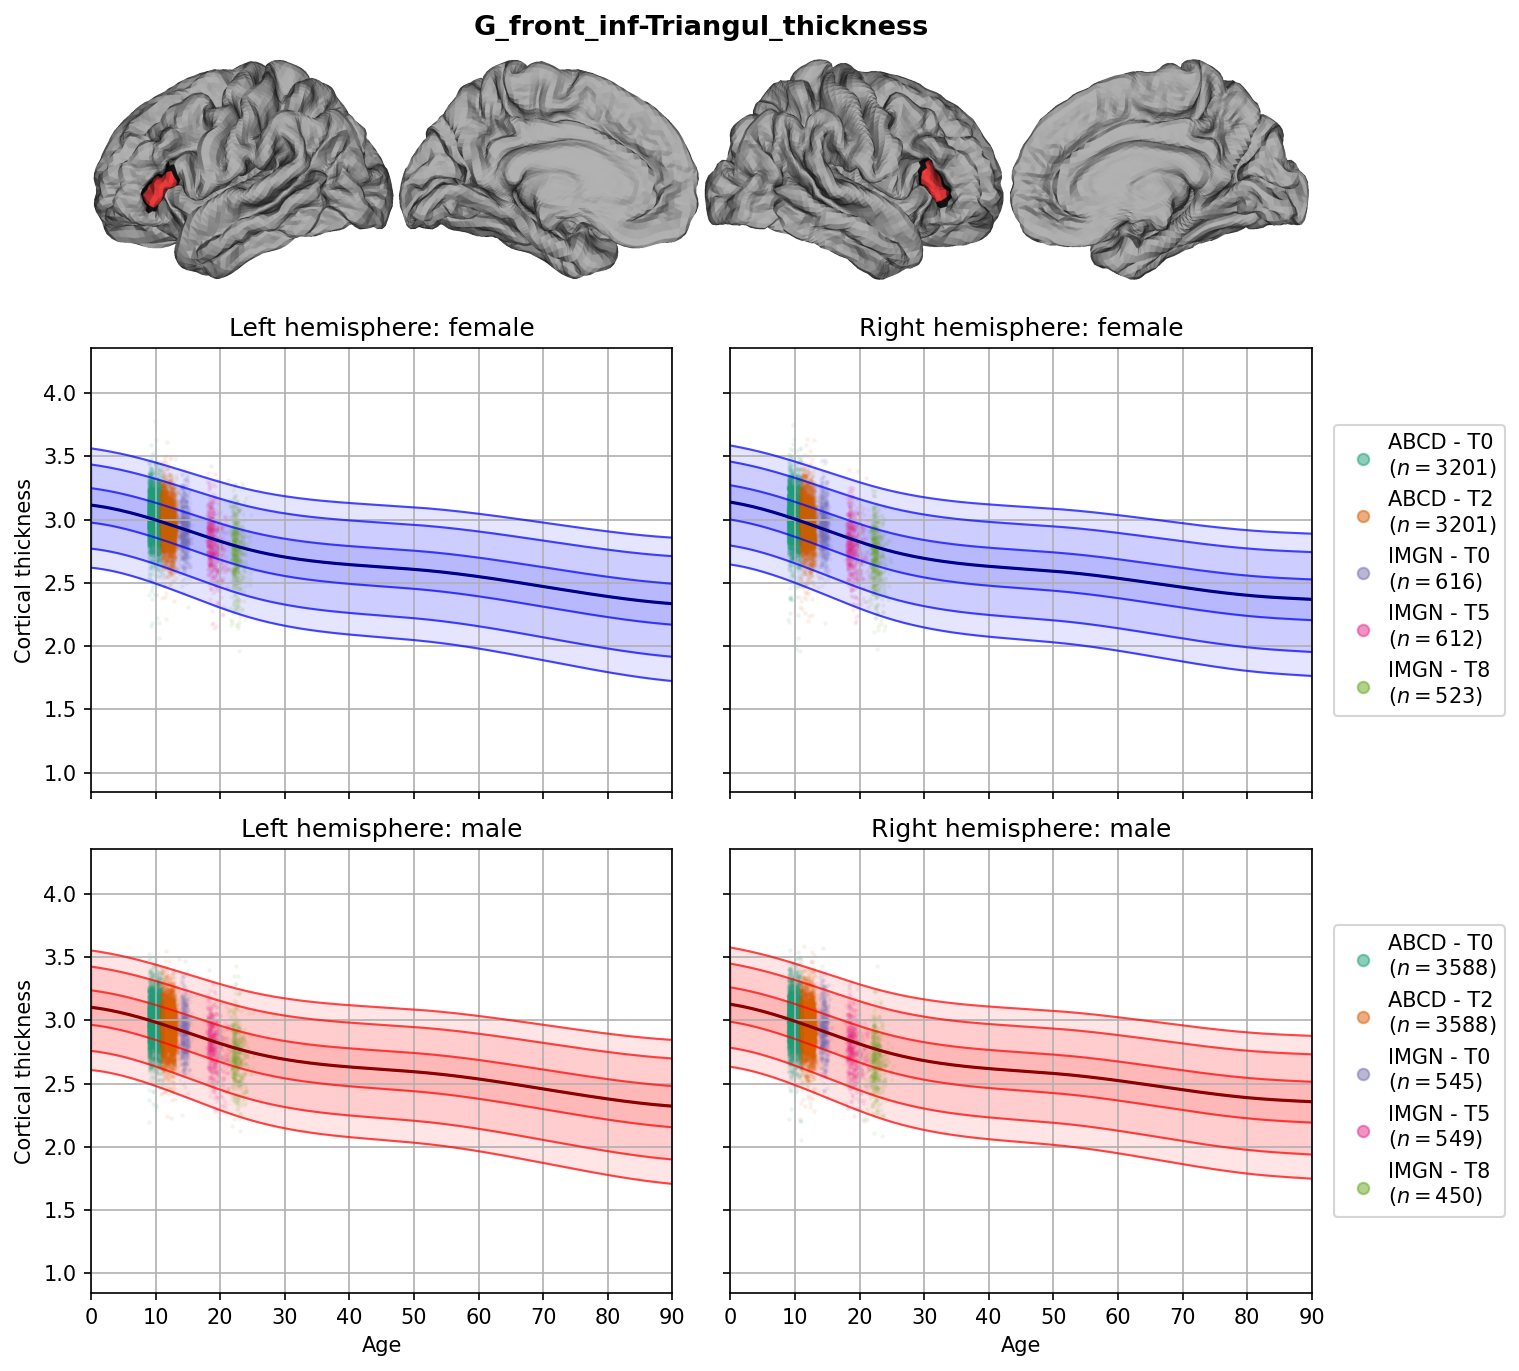 G_front_inf-Triangul_thickness
Left hemisphere: female
Right hemisphere: female
Cortical thickness
4.0
3.5
3.0
2.5
2.0
1.5
1.0
ABCD - T0
(n = 3201)
ABCD - T2
(n = 3201)
IMGN - T0
(n = 616)
IMGN - T5
(n = 612)
IMGN - T8
(n = 523)
Left hemisphere: male
Right hemisphere: male
Cortical thickness
4.0
3.5
3.0
2.5
2.0
1.5
1.0
0 10 20 30 40 50 60 70 80 90
Age
0 10 20 30 40 50 60 70 80 90
Age
ABCD - T0
(n = 3588)
ABCD - T2
(n = 3588)
IMGN - T0
(n = 545)
IMGN - T5
(n = 549)
IMGN - T8
(n = 450)